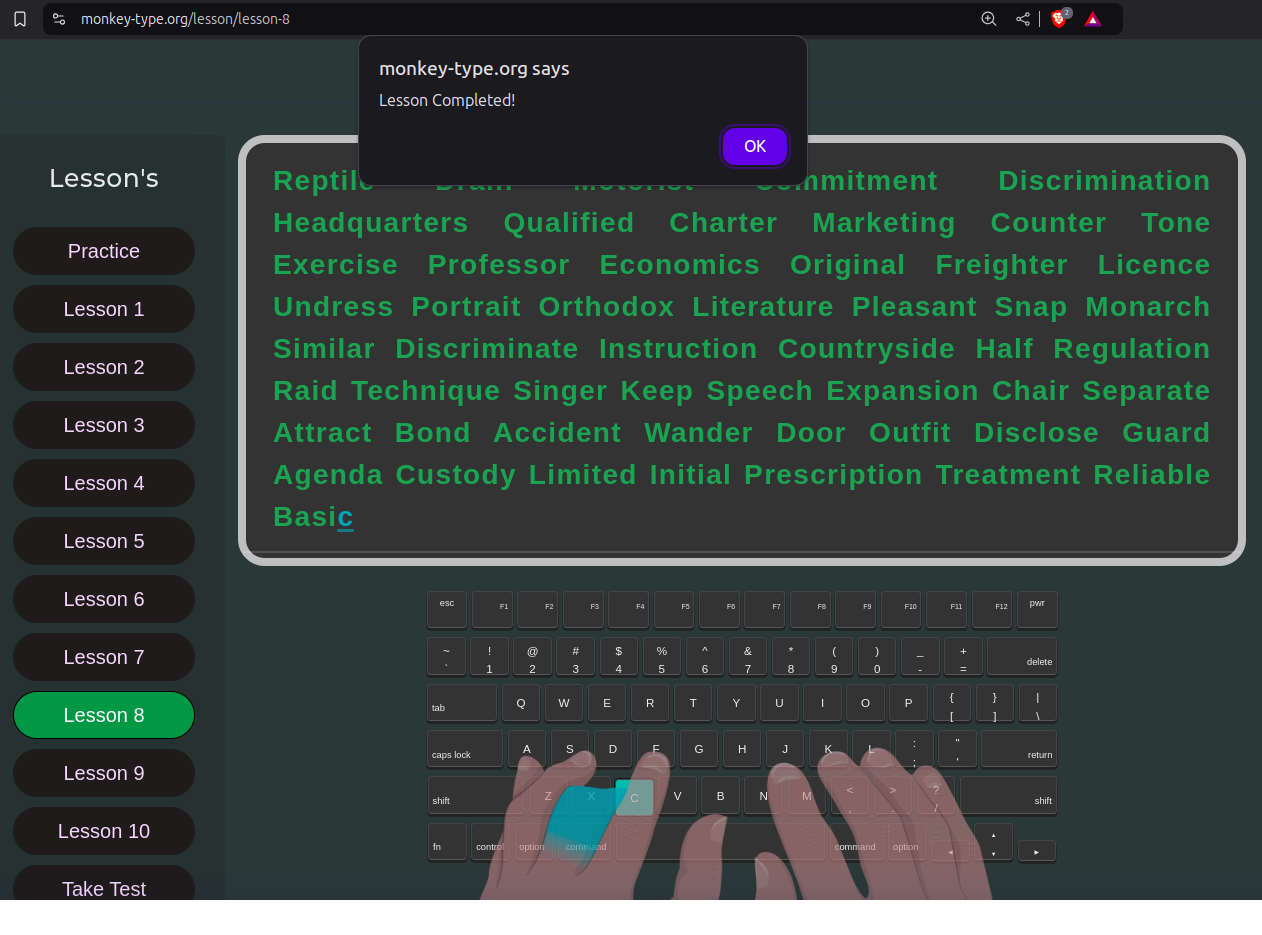 monkey-type.org/lesson/lesson-8
2
monkey-type.org says
Lesson Completed!
OK
Lesson's
Practice
Lesson 1
Lesson 2
Lesson 3
Lesson 4
Lesson 5
Lesson 6
Lesson 7
Lesson 8
Lesson 9
Lesson 10
Take Test
Reptile Motorist Commitment Discrimination
Headquarters Qualified Charter Marketing Counter Tone
Exercise Professor Economics Original Freighter Licence
Undress Portrait Orthodox Literature Pleasant Snap Monarch
Similar Discriminate Instruction Countryside Half Regulation
Raid Technique Singer Keep Speech Expansion Chair Separate
Attract Bond Accident Wander Door Outfit Disclose Guard
Agenda Custody Limited Initial Prescription Treatment Reliable
Basic
esc F1 F2 F3 F4 F5 F6 F7 F8 F9 F10 F11 F12 pwr
~ ! @ # $ % ^ & * ( ) _ +
` 1 2 3 4 5 6 7 8 9 0 - = delete
tab Q W E R T Y U I O P { } |
[ ] \
caps lock A S D F G H J K L : " return
; '
shift Z X C V B N M < > ? shift
, . /
fn control option command command option ◂ ▴ ▾ ▸